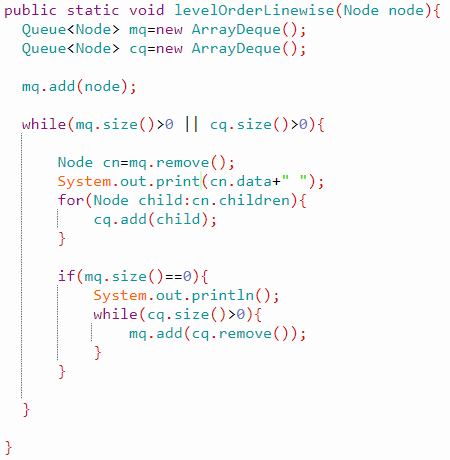 public static void levelOrderLinewise(Node node){
  Queue<Node> mq=new ArrayDeque();
  Queue<Node> cq=new ArrayDeque();

  mq.add(node);

  while(mq.size()>0 || cq.size()>0){

      Node cn=mq.remove();
      System.out.print(cn.data+" ");
      for(Node child:cn.children){
          cq.add(child);
      }

      if(mq.size()==0){
          System.out.println();
          while(cq.size()>0){
              mq.add(cq.remove());
          }
      }

  }

}